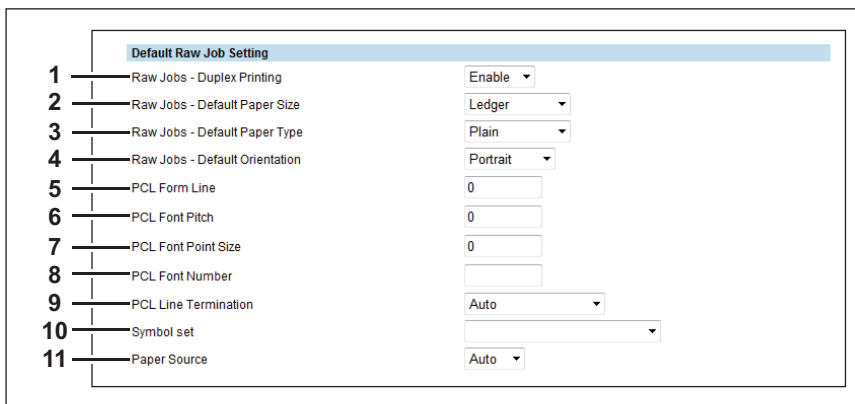 Default Raw Job Setting
1 Raw Jobs - Duplex Printing Enable
2 Raw Jobs - Default Paper Size Ledger
3 Raw Jobs - Default Paper Type Plain
4 Raw Jobs - Default Orientation Portrait
5 PCL Form Line 0
6 PCL Font Pitch 0
7 PCL Font Point Size 0
8 PCL Font Number
9 PCL Line Termination Auto
10 Symbol set
11 Paper Source Auto